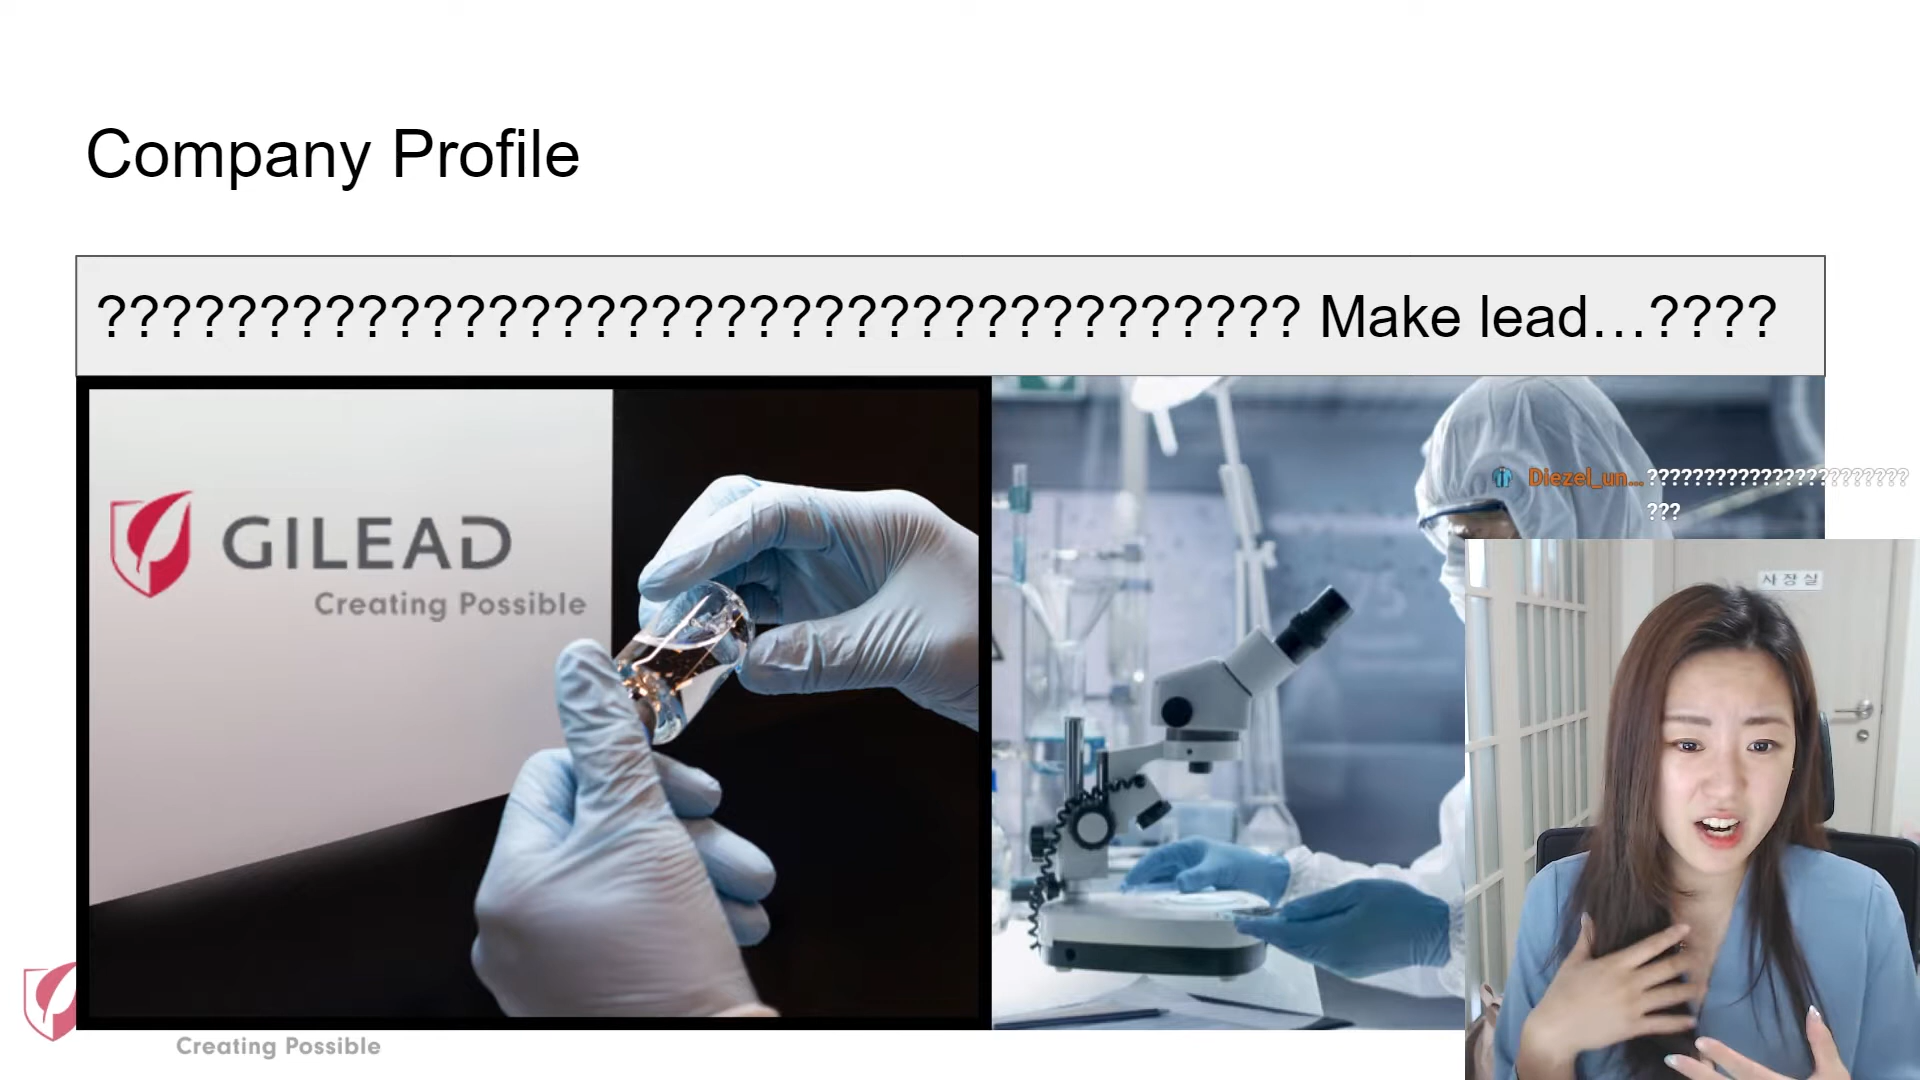 Company Profile
????????????????????????????????????? Make lead…????
GILEAD
Creating Possible
Diezel_un... ???????????????????????
???
사장실
Creating Possible